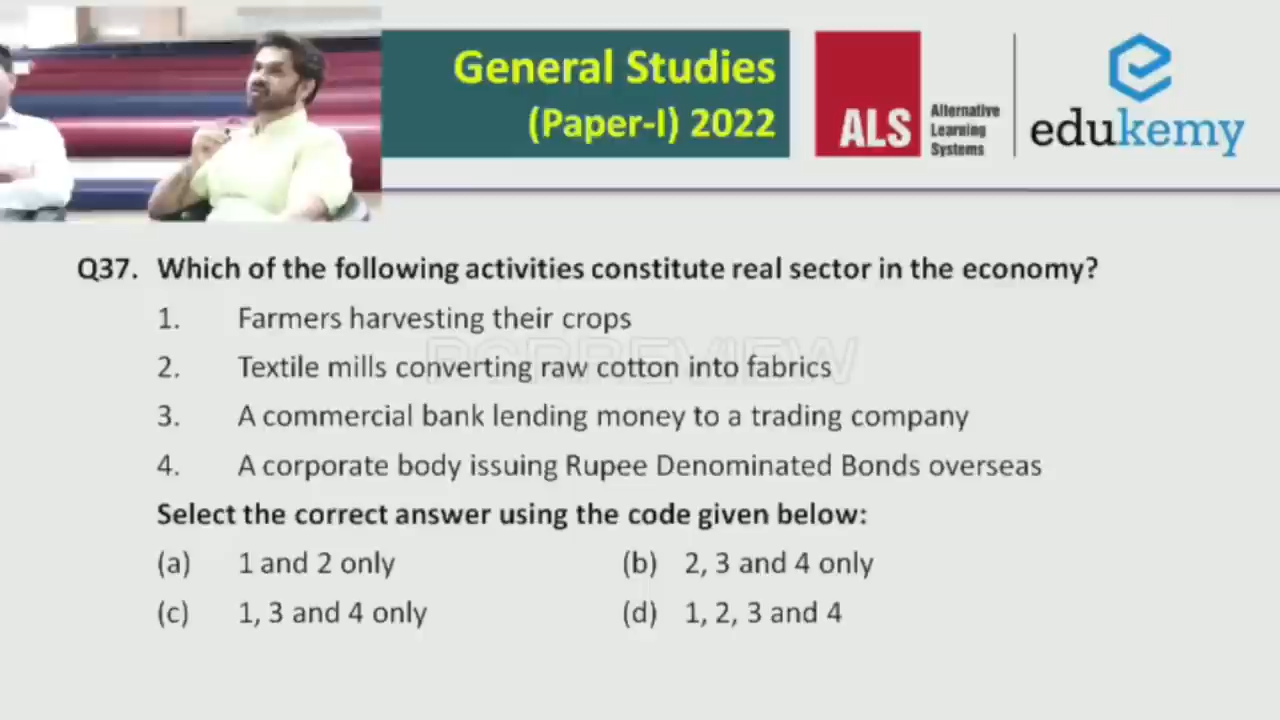 General Studies
(Paper-I) 2022
ALS
Alternative
Learning
Systems
edukemy
Q37. Which of the following activities constitute real sector in the economy?
1. Farmers harvesting their crops
PCRREVIEW
2. Textile mills converting raw cotton into fabrics
3. A commercial bank lending money to a trading company
4. A corporate body issuing Rupee Denominated Bonds overseas
Select the correct answer using the code given below:
(a) 1 and 2 only (b) 2, 3 and 4 only
(c) 1, 3 and 4 only (d) 1, 2, 3 and 4